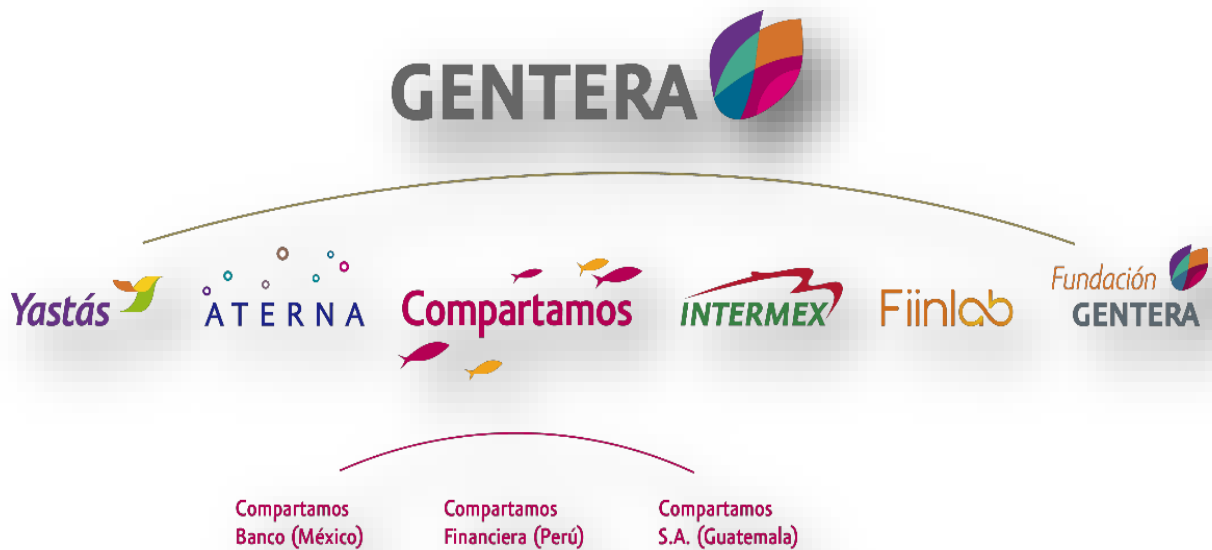 GENTERA
Yastás
ATERNA
Compartamos
INTERMEX
Fiinlab
Fundación
GENTERA
Compartamos
Banco (México)
Compartamos
Financiera (Perú)
Compartamos
S.A. (Guatemala)